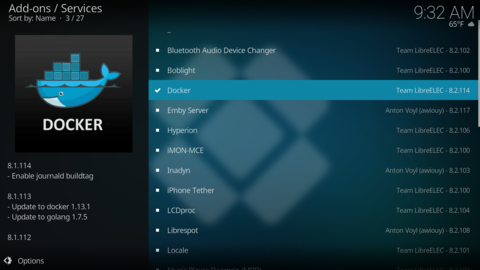 Add-ons / Services
Sort by: Name · 3 / 27
9:32 AM
65°F
DOCKER
8.1.114
- Enable journald buildtag
8.1.113
- Update to docker 1.13.1
- Update to golang 1.7.5
8.1.112
Options
..
Bluetooth Audio Device Changer Team LibreELEC - 8.2.102
Boblight Team LibreELEC - 8.2.100
Docker Team LibreELEC - 8.2.114
Emby Server Anton Voyl (awiouy) - 8.2.117
Hyperion Team LibreELEC - 8.2.106
iMON-MCE Team LibreELEC - 8.2.100
Inadyn Anton Voyl (awiouy) - 8.2.103
iPhone Tether Team LibreELEC - 8.2.100
LCDproc Team LibreELEC - 8.2.104
Librespot Anton Voyl (awiouy) - 8.2.108
Locale Team LibreELEC - 8.2.101